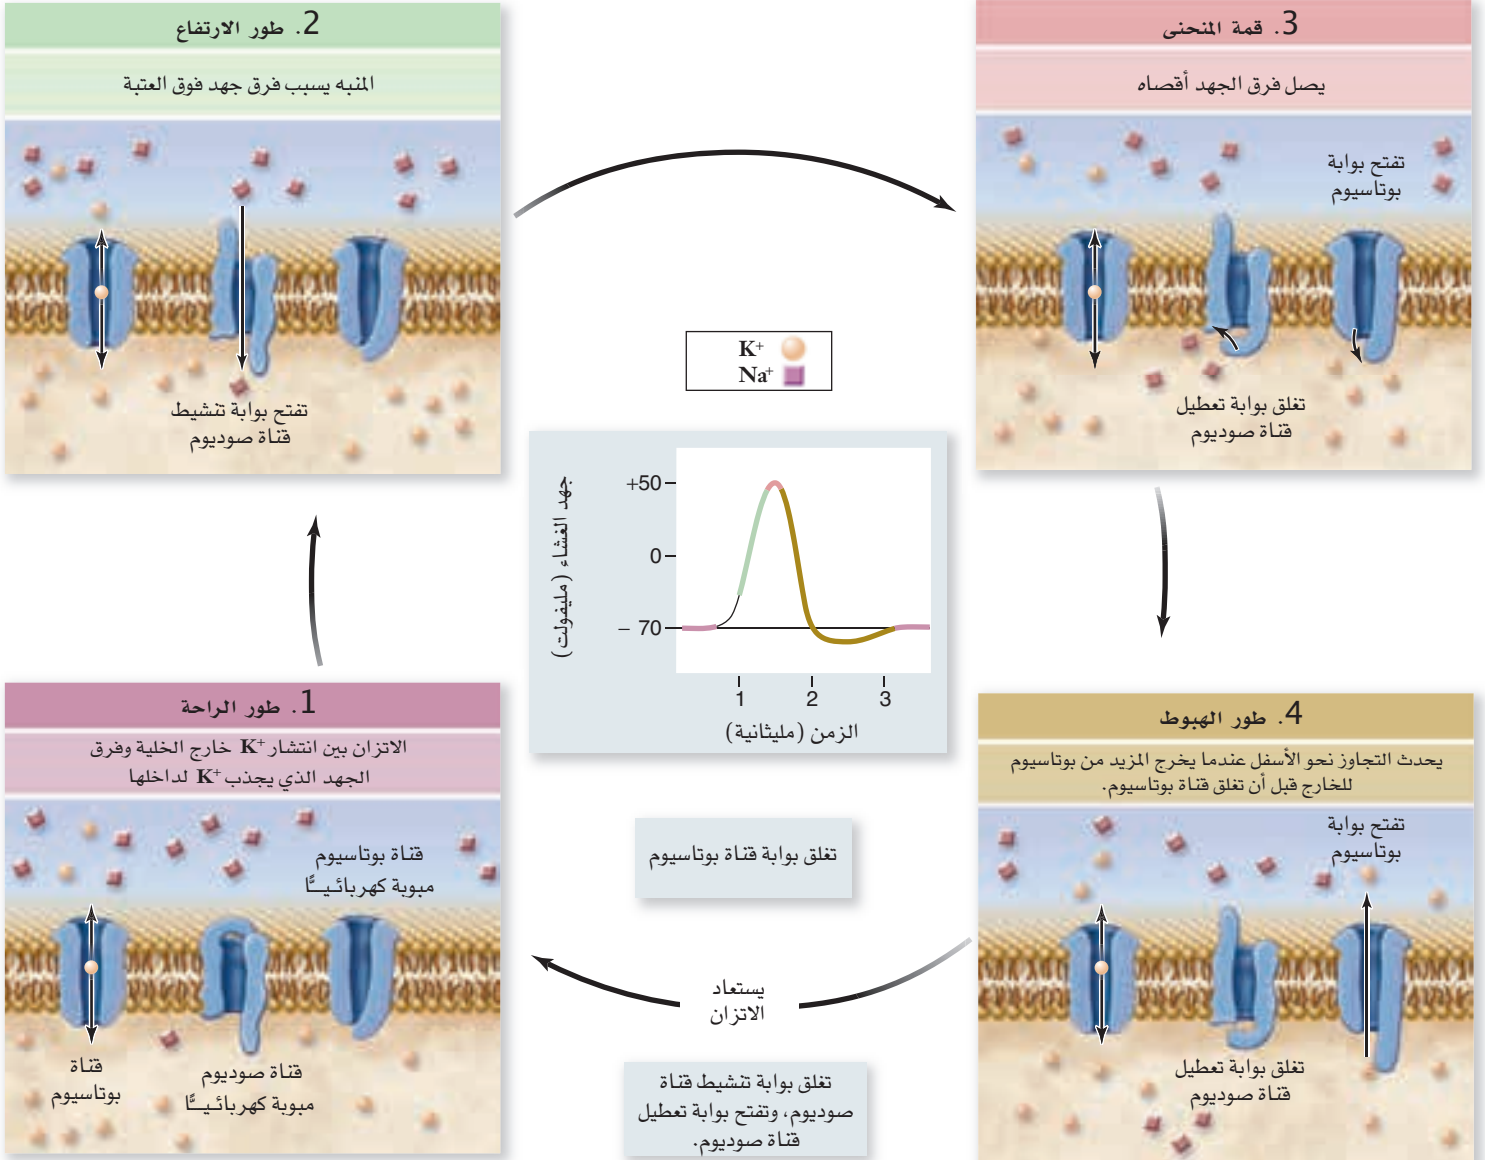 2. طور الارتفاع
المنبه يسبب فرق جهد فوق العتبة
تفتح بوابة تنشيط
قناة صوديوم
3. قمة المنحنى
يصل فرق الجهد أقصاه
تفتح بوابة
بوتاسيوم
تغلق بوابة تعطيل
قناة صوديوم
K+
Na+
جهد الغشاء (مليفولت)
+50
0
– 70
1 2 3
الزمن (مليثانية)
1. طور الراحة
الاتزان بين انتشار K+ خارج الخلية وفرق
الجهد الذي يجذب K+ لداخلها
قناة بوتاسيوم
مبوبة كهربائيًّا
قناة
بوتاسيوم
قناة صوديوم
مبوبة كهربائيًّا
4. طور الهبوط
يحدث التجاوز نحو الأسفل عندما يخرج المزيد من بوتاسيوم
للخارج قبل أن تغلق قناة بوتاسيوم.
تفتح بوابة
بوتاسيوم
تغلق بوابة تعطيل
قناة صوديوم
تغلق بوابة قناة بوتاسيوم
يستعاد
الاتزان
تغلق بوابة تنشيط قناة
صوديوم، وتفتح بوابة تعطيل
قناة صوديوم.